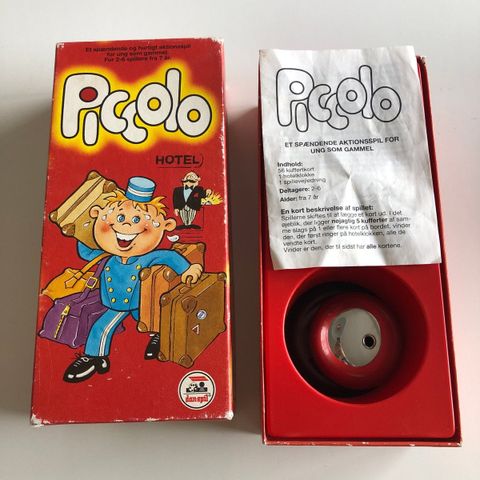 Et spændende og hurtigt aktionsspil
for ung som gammel.
For 2-6 spillere fra 7 år.
Piccolo
HOTEL
dan spil
Piccolo
ET SPÆNDENDE AKTIONSSPIL FOR
UNG SOM GAMMEL
Indhold:
56 kuffertkort
1 hotelklokke
1 spillevejledning
Deltagere: 2-6
Alder: fra 7 år
En kort beskrivelse af spillet:
Spillerne skiftes til at lægge et kort ud. I det
øjeblik, der ligger nøjagtig 5 kufferter af sam-
me slags på 1 eller flere kort på bordet, vinder
den, der først ringer på hotelklokken, alle de
vendte kort.
Vinder er den, der til sidst har alle kortene.